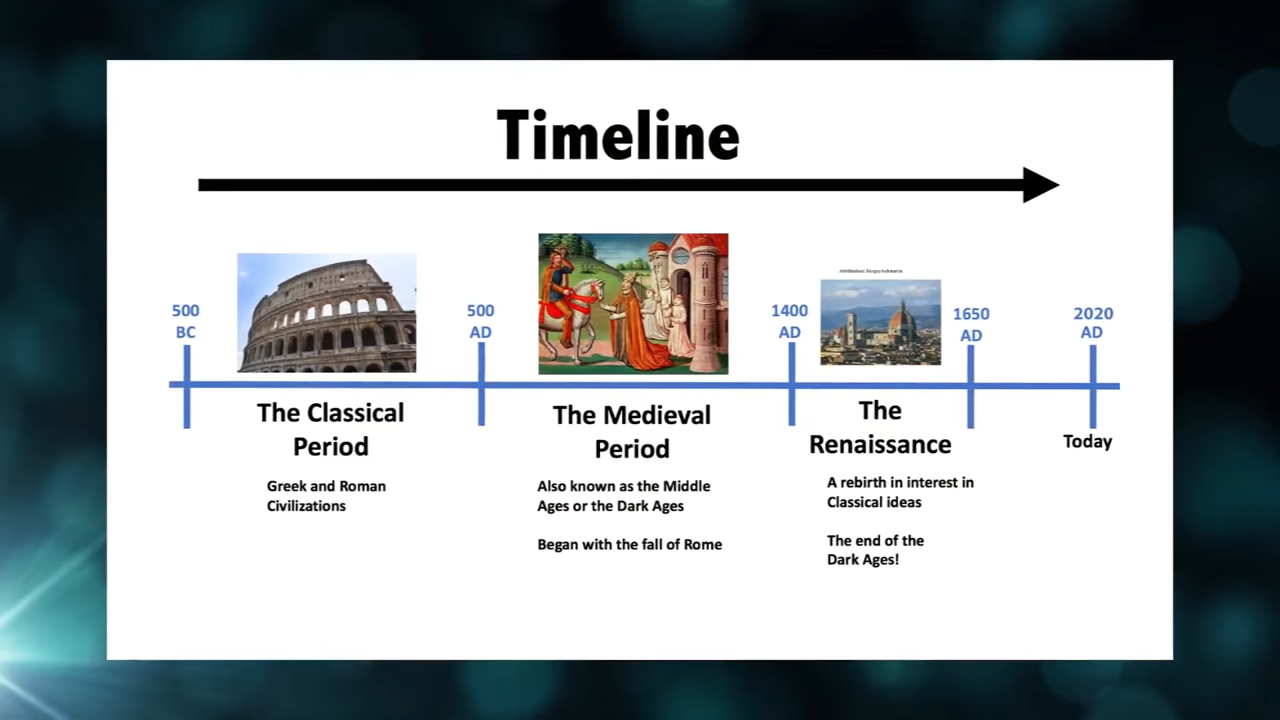 Timeline
Attribution: SergeyAshmarin
500
BC
500
AD
1400
AD
1650
AD
2020
AD
The Classical
Period
Greek and Roman
Civilizations
The Medieval
Period
Also known as the Middle
Ages or the Dark Ages
Began with the fall of Rome
The
Renaissance
A rebirth in interest in
Classical ideas
The end of the
Dark Ages!
Today